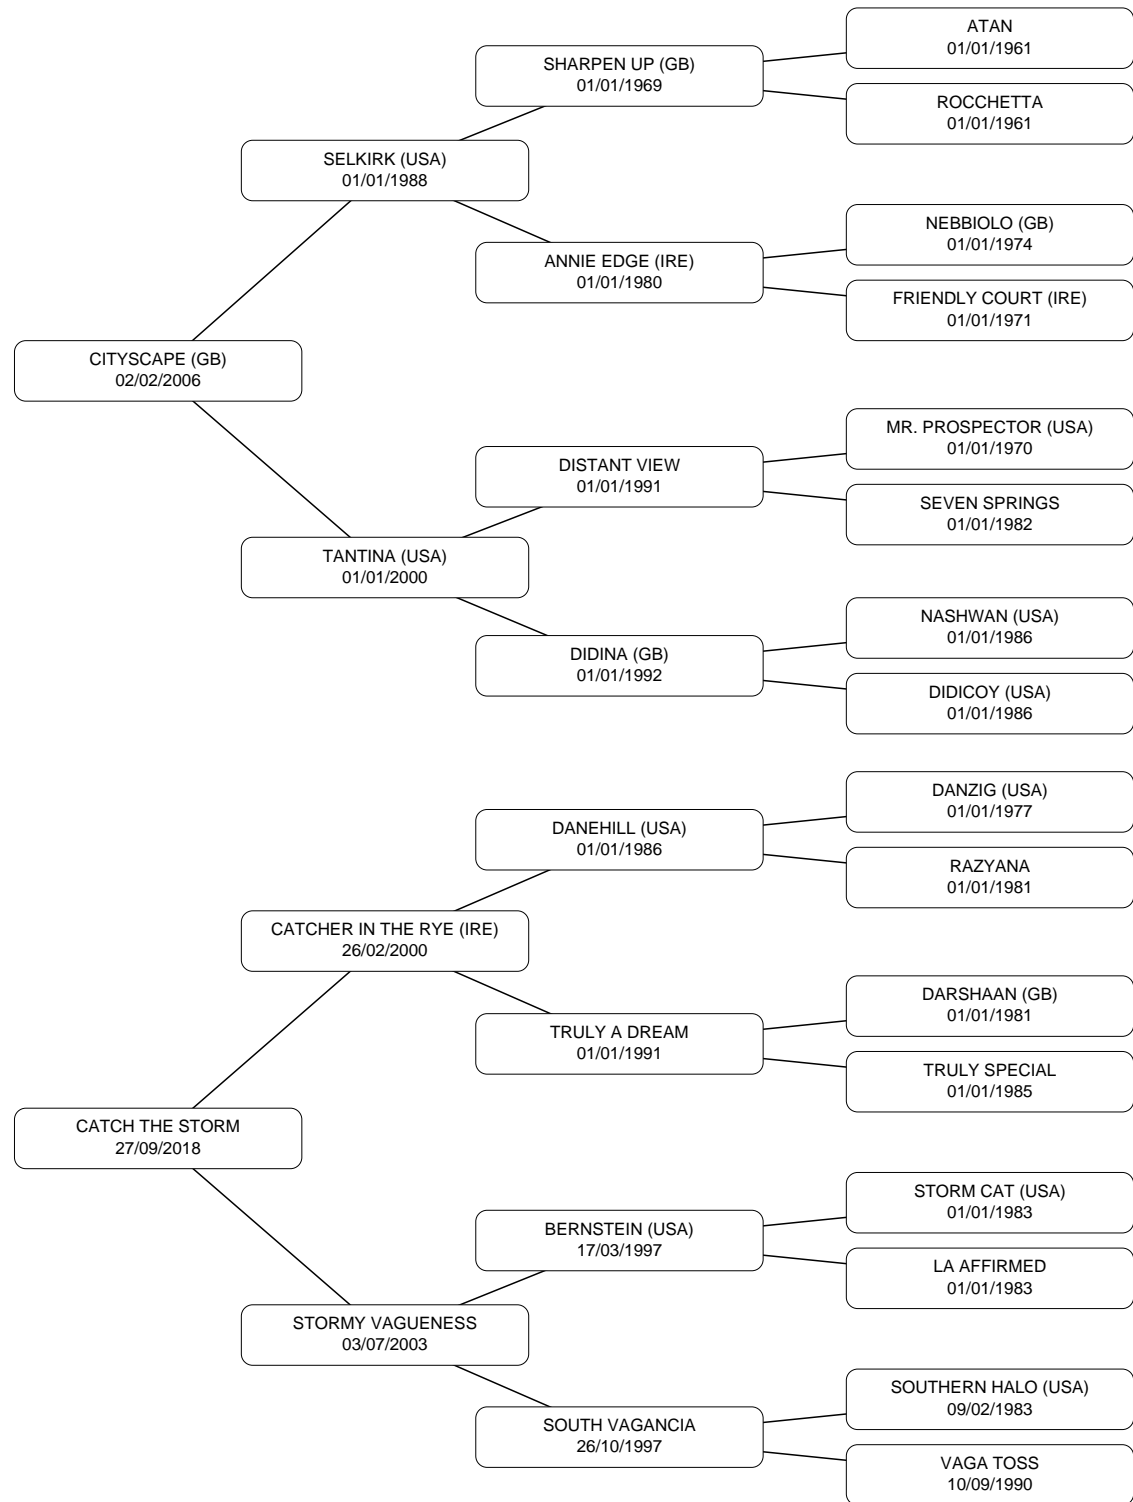 ATAN
01/01/1961
SHARPEN UP (GB)
01/01/1969
ROCCHETTA
01/01/1961
SELKIRK (USA)
01/01/1988
NEBBIOLO (GB)
01/01/1974
ANNIE EDGE (IRE)
01/01/1980
FRIENDLY COURT (IRE)
01/01/1971
CITYSCAPE (GB)
02/02/2006
MR. PROSPECTOR (USA)
01/01/1970
DISTANT VIEW
01/01/1991
SEVEN SPRINGS
01/01/1982
TANTINA (USA)
01/01/2000
NASHWAN (USA)
01/01/1986
DIDINA (GB)
01/01/1992
DIDICOY (USA)
01/01/1986
DANZIG (USA)
01/01/1977
DANEHILL (USA)
01/01/1986
RAZYANA
01/01/1981
CATCHER IN THE RYE (IRE)
26/02/2000
DARSHAAN (GB)
01/01/1981
TRULY A DREAM
01/01/1991
TRULY SPECIAL
01/01/1985
CATCH THE STORM
27/09/2018
STORM CAT (USA)
01/01/1983
BERNSTEIN (USA)
17/03/1997
LA AFFIRMED
01/01/1983
STORMY VAGUENESS
03/07/2003
SOUTHERN HALO (USA)
09/02/1983
SOUTH VAGANCIA
26/10/1997
VAGA TOSS
10/09/1990